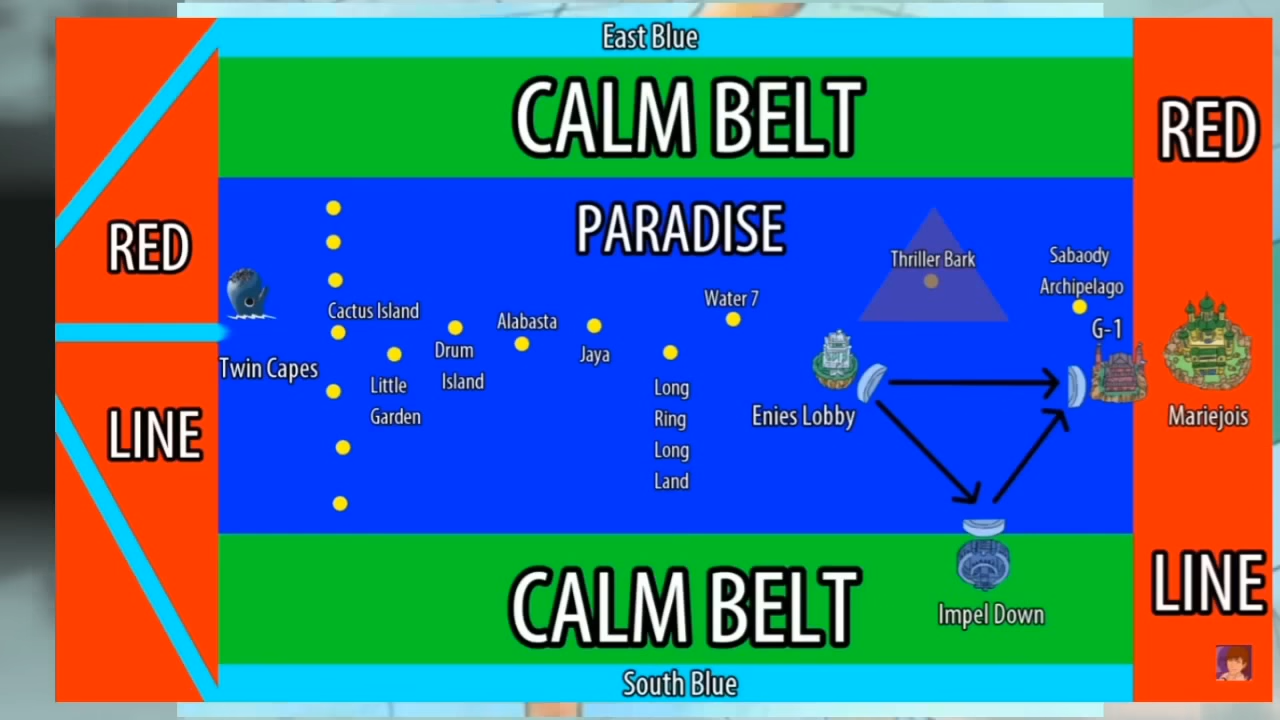 East Blue
CALM BELT
RED
PARADISE
RED
LINE
Twin Capes
Cactus Island
Little
Garden
Drum
Island
Alabasta
Jaya
Long
Ring
Long
Land
Water 7
Enies Lobby
Thriller Bark
Sabaody
Archipelago
G-1
Mariejois
CALM BELT
Impel Down
LINE
South Blue